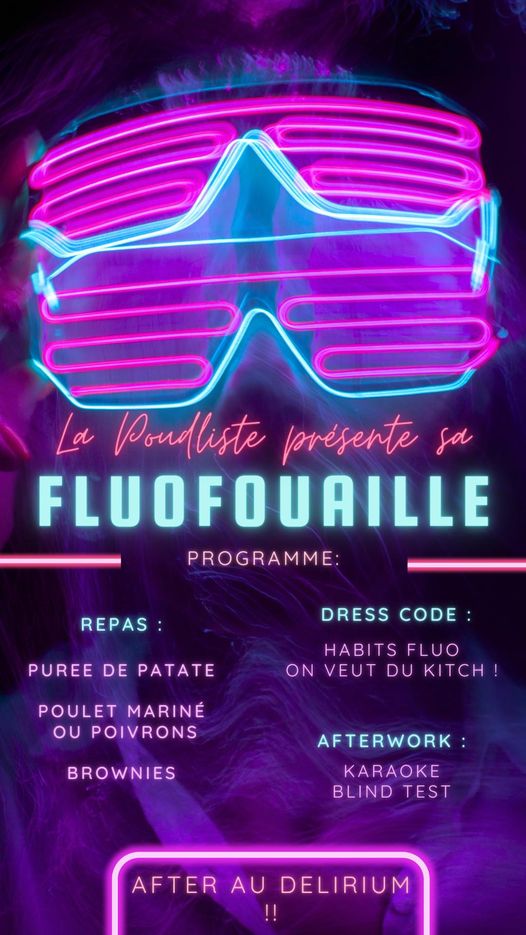 La Poudliste présente sa
FLUOFOUAILLE
PROGRAMME:
REPAS :
PUREE DE PATATE
POULET MARINÉ
OU POIVRONS
BROWNIES
DRESS CODE :
HABITS FLUO
ON VEUT DU KITCH !
AFTERWORK :
KARAOKE
BLIND TEST
AFTER AU DELIRIUM
!!